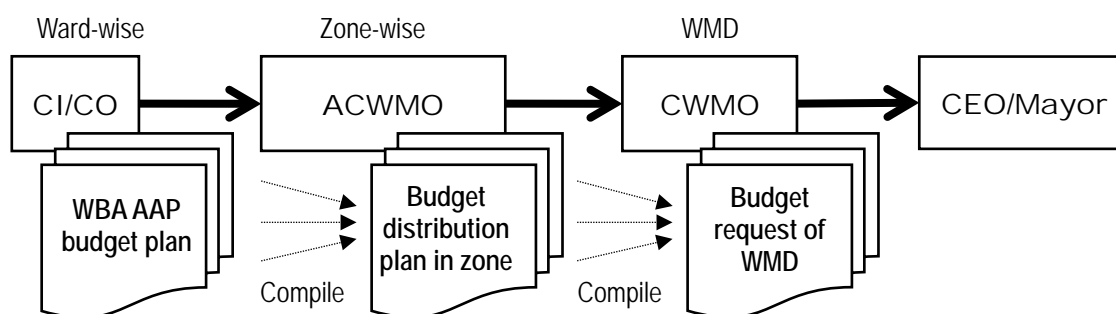 Ward-wise
Zone-wise
WMD
CI/CO
ACWMO
CWMO
CEO/Mayor
WBA AAP
budget plan
Budget
distribution
plan in zone
Budget
request of
WMD
Compile
Compile